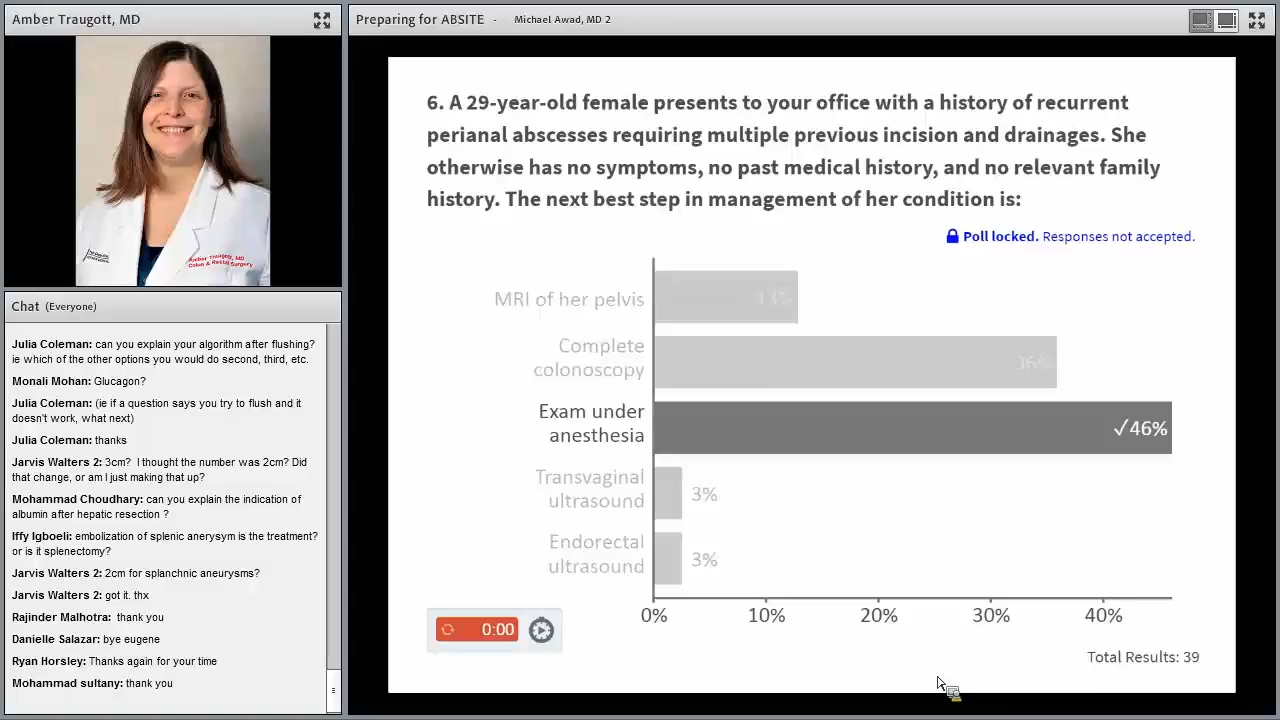 Amber Traugott, MD
Amber Traugott, MD
Colon & Rectal Surgery
Chat (Everyone)
Julia Coleman: can you explain your algorithm after flushing?
ie which of the other options you would do second, third, etc.
Monali Mohan: Glucagon?
Julia Coleman: (ie if a question says you try to flush and it
doesn't work, what next)
Julia Coleman: thanks
Jarvis Walters 2: 3cm?  I thought the number was 2cm? Did
that change, or am I just making that up?
Mohammad Choudhary: can you explain the indication of
albumin after hepatic resection ?
Iffy Igboeli: embolization of splenic anerysym is the treatment?
or is it splenectomy?
Jarvis Walters 2: 2cm for splanchnic aneurysms?
Jarvis Walters 2: got it. thx
Rajinder Malhotra:  thank you
Danielle Salazar: bye eugene
Ryan Horsley: Thanks again for your time
Mohammad sultany: thank you
Preparing for ABSITE - Michael Awad, MD 2
6. A 29-year-old female presents to your office with a history of recurrent
perianal abscesses requiring multiple previous incision and drainages. She
otherwise has no symptoms, no past medical history, and no relevant family
history. The next best step in management of her condition is:
Poll locked. Responses not accepted.
MRI of her pelvis 13%
Complete
colonoscopy 36%
Exam under
anesthesia ✓46%
Transvaginal
ultrasound 3%
Endorectal
ultrasound 3%
0% 10% 20% 30% 40%
0:00
Total Results: 39